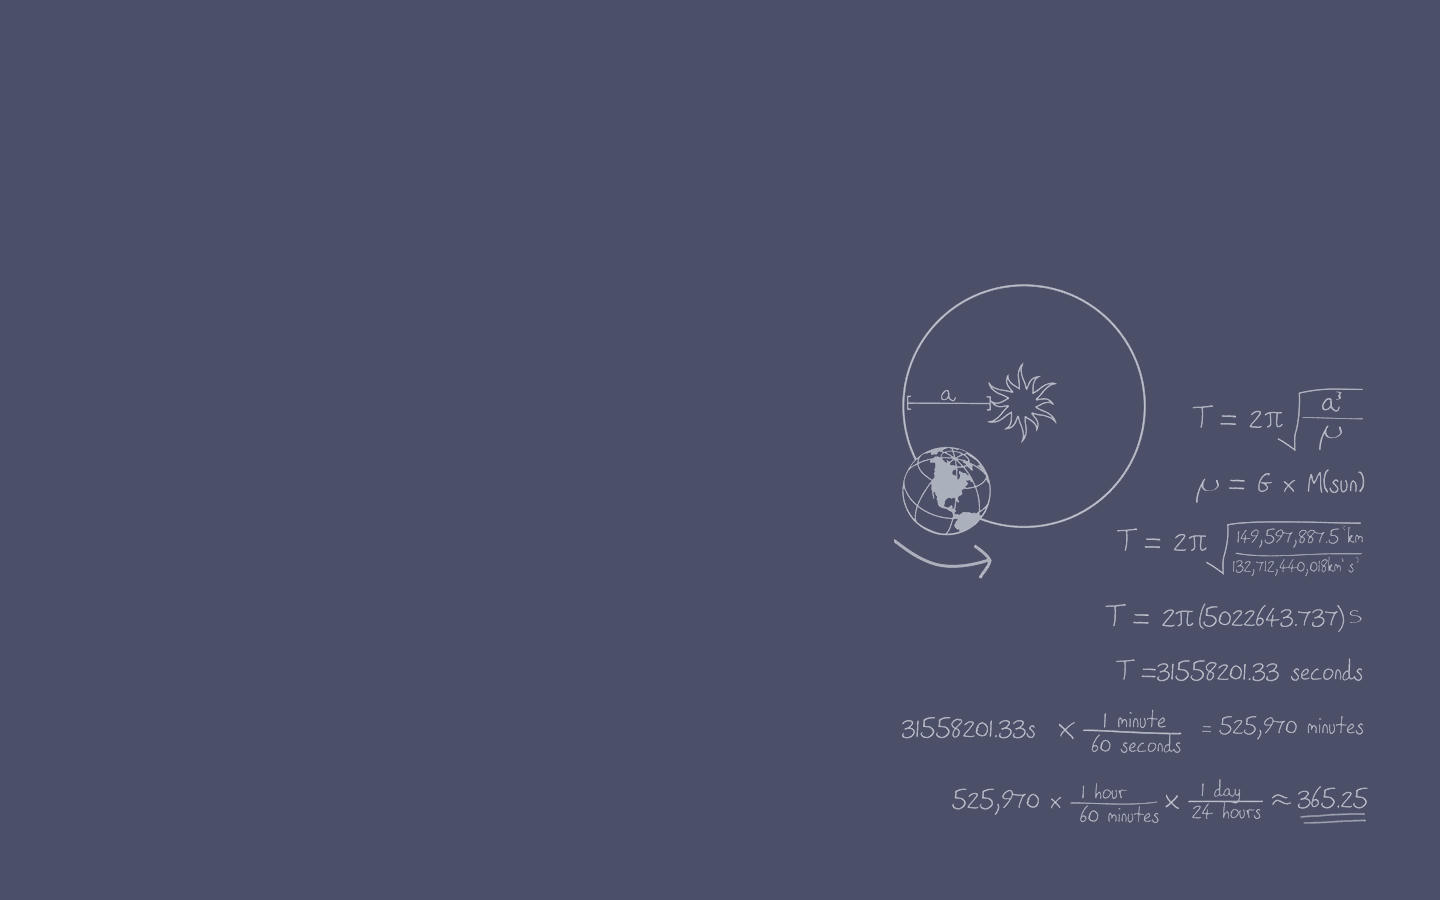 a
T = 2π√(a³/μ)
μ = G x M(sun)
T = 2π√(149,597,887.5³km/132,712,440,018km³s²)
T = 2π(5022643.737)s
T =31558201.33 seconds
31558201.33s × 1 minute/60 seconds = 525,970 minutes
525,970 × 1 hour/60 minutes × 1 day/24 hours ≈ 365.25